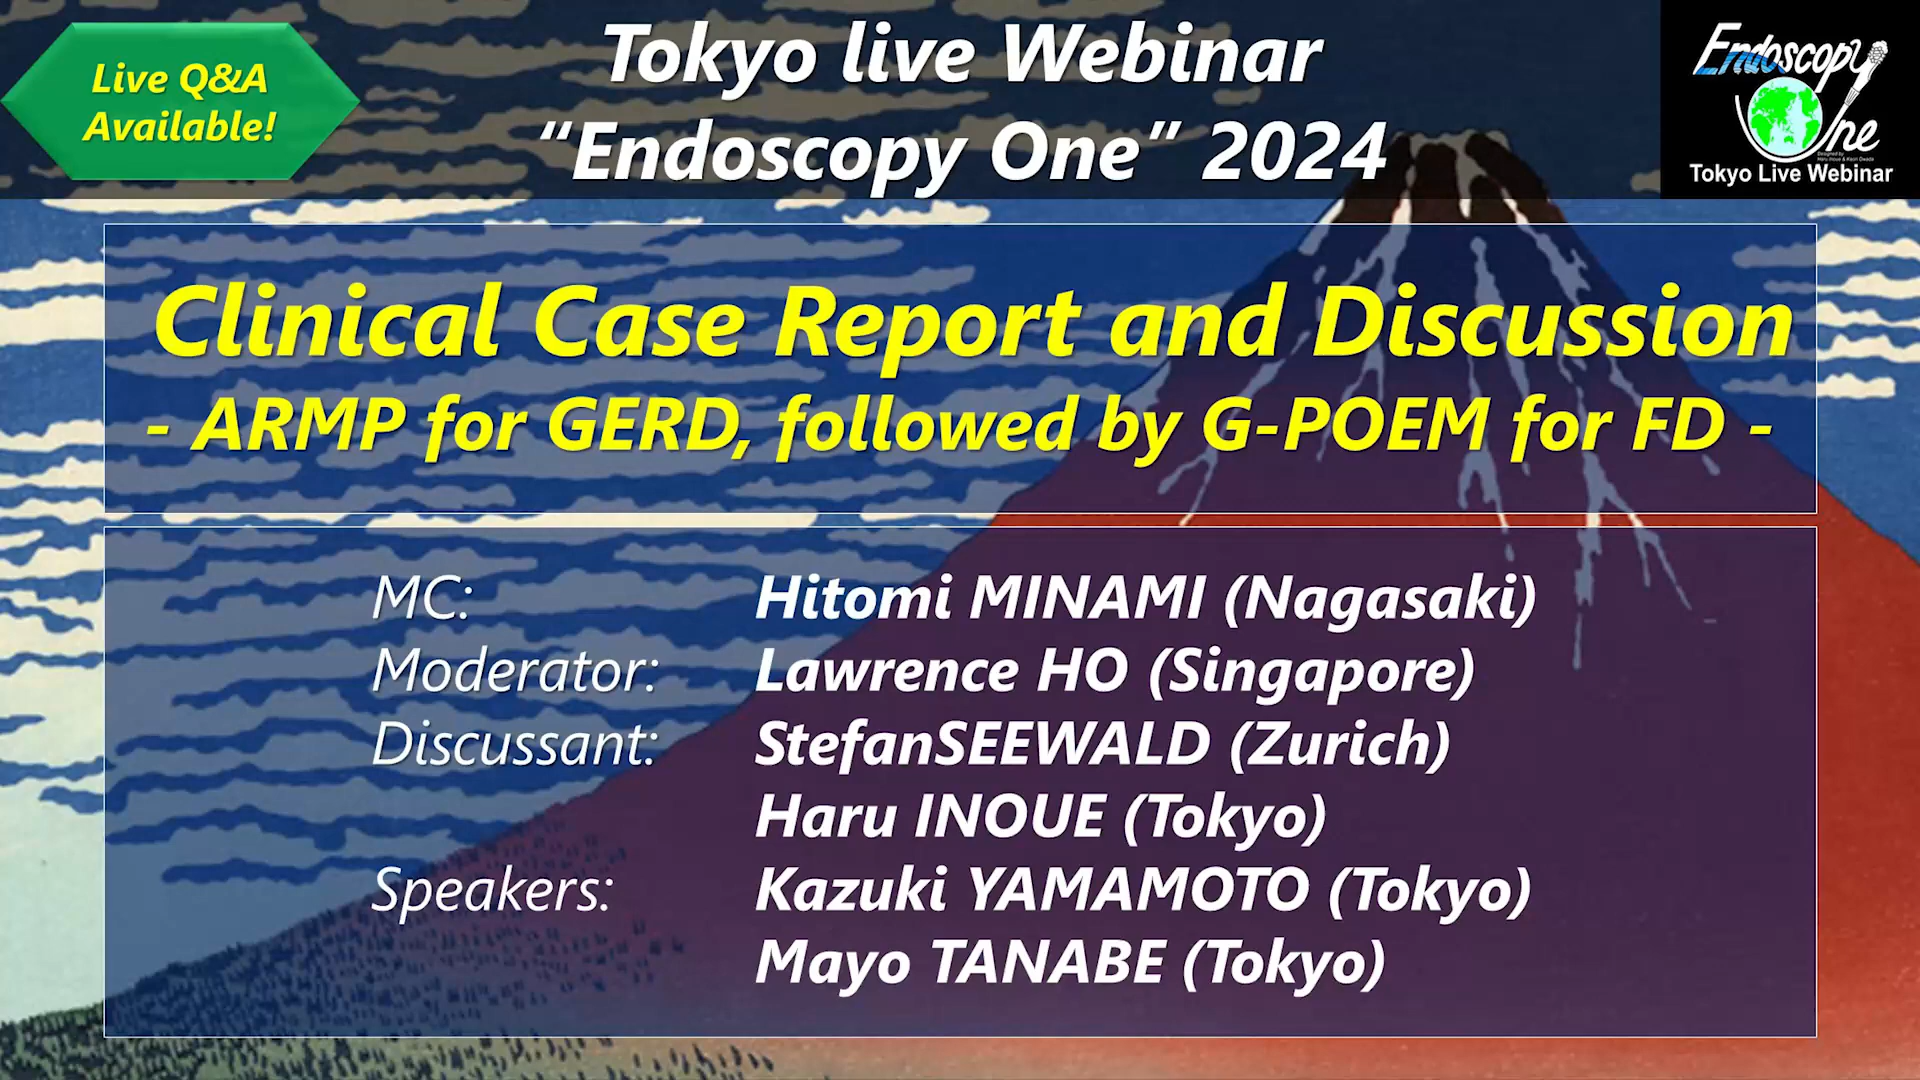 Live Q&A
Available!
Tokyo live Webinar
“Endoscopy One” 2024
Endoscopy
One
Tokyo Live Webinar
Clinical Case Report and Discussion
- ARMP for GERD, followed by G-POEM for FD -
MC: Hitomi MINAMI (Nagasaki)
Moderator: Lawrence HO (Singapore)
Discussant: StefanSEEWALD (Zurich)
Haru INOUE (Tokyo)
Speakers: Kazuki YAMAMOTO (Tokyo)
Mayo TANABE (Tokyo)